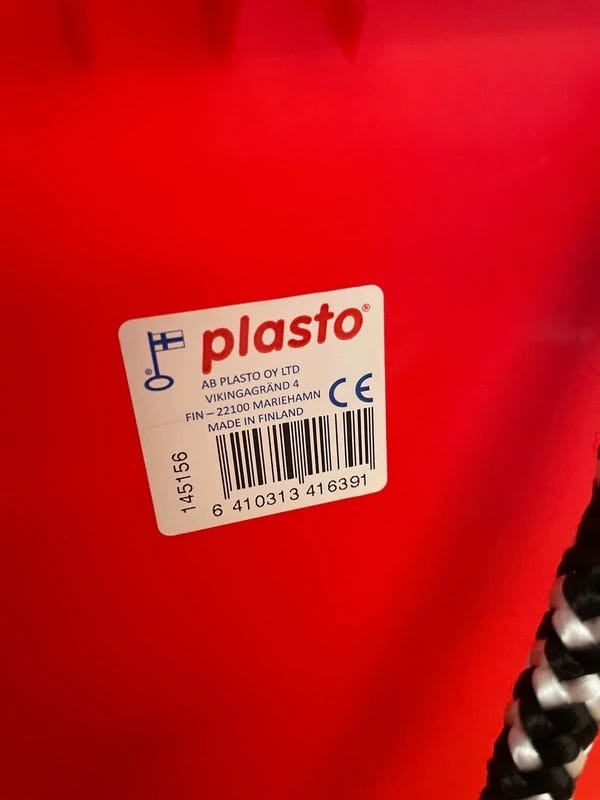 plasto®
AB PLASTO OY LTD
VIKINGAGRÄND 4
FIN – 22100 MARIEHAMN
MADE IN FINLAND
CE
145156
6 410313 416391